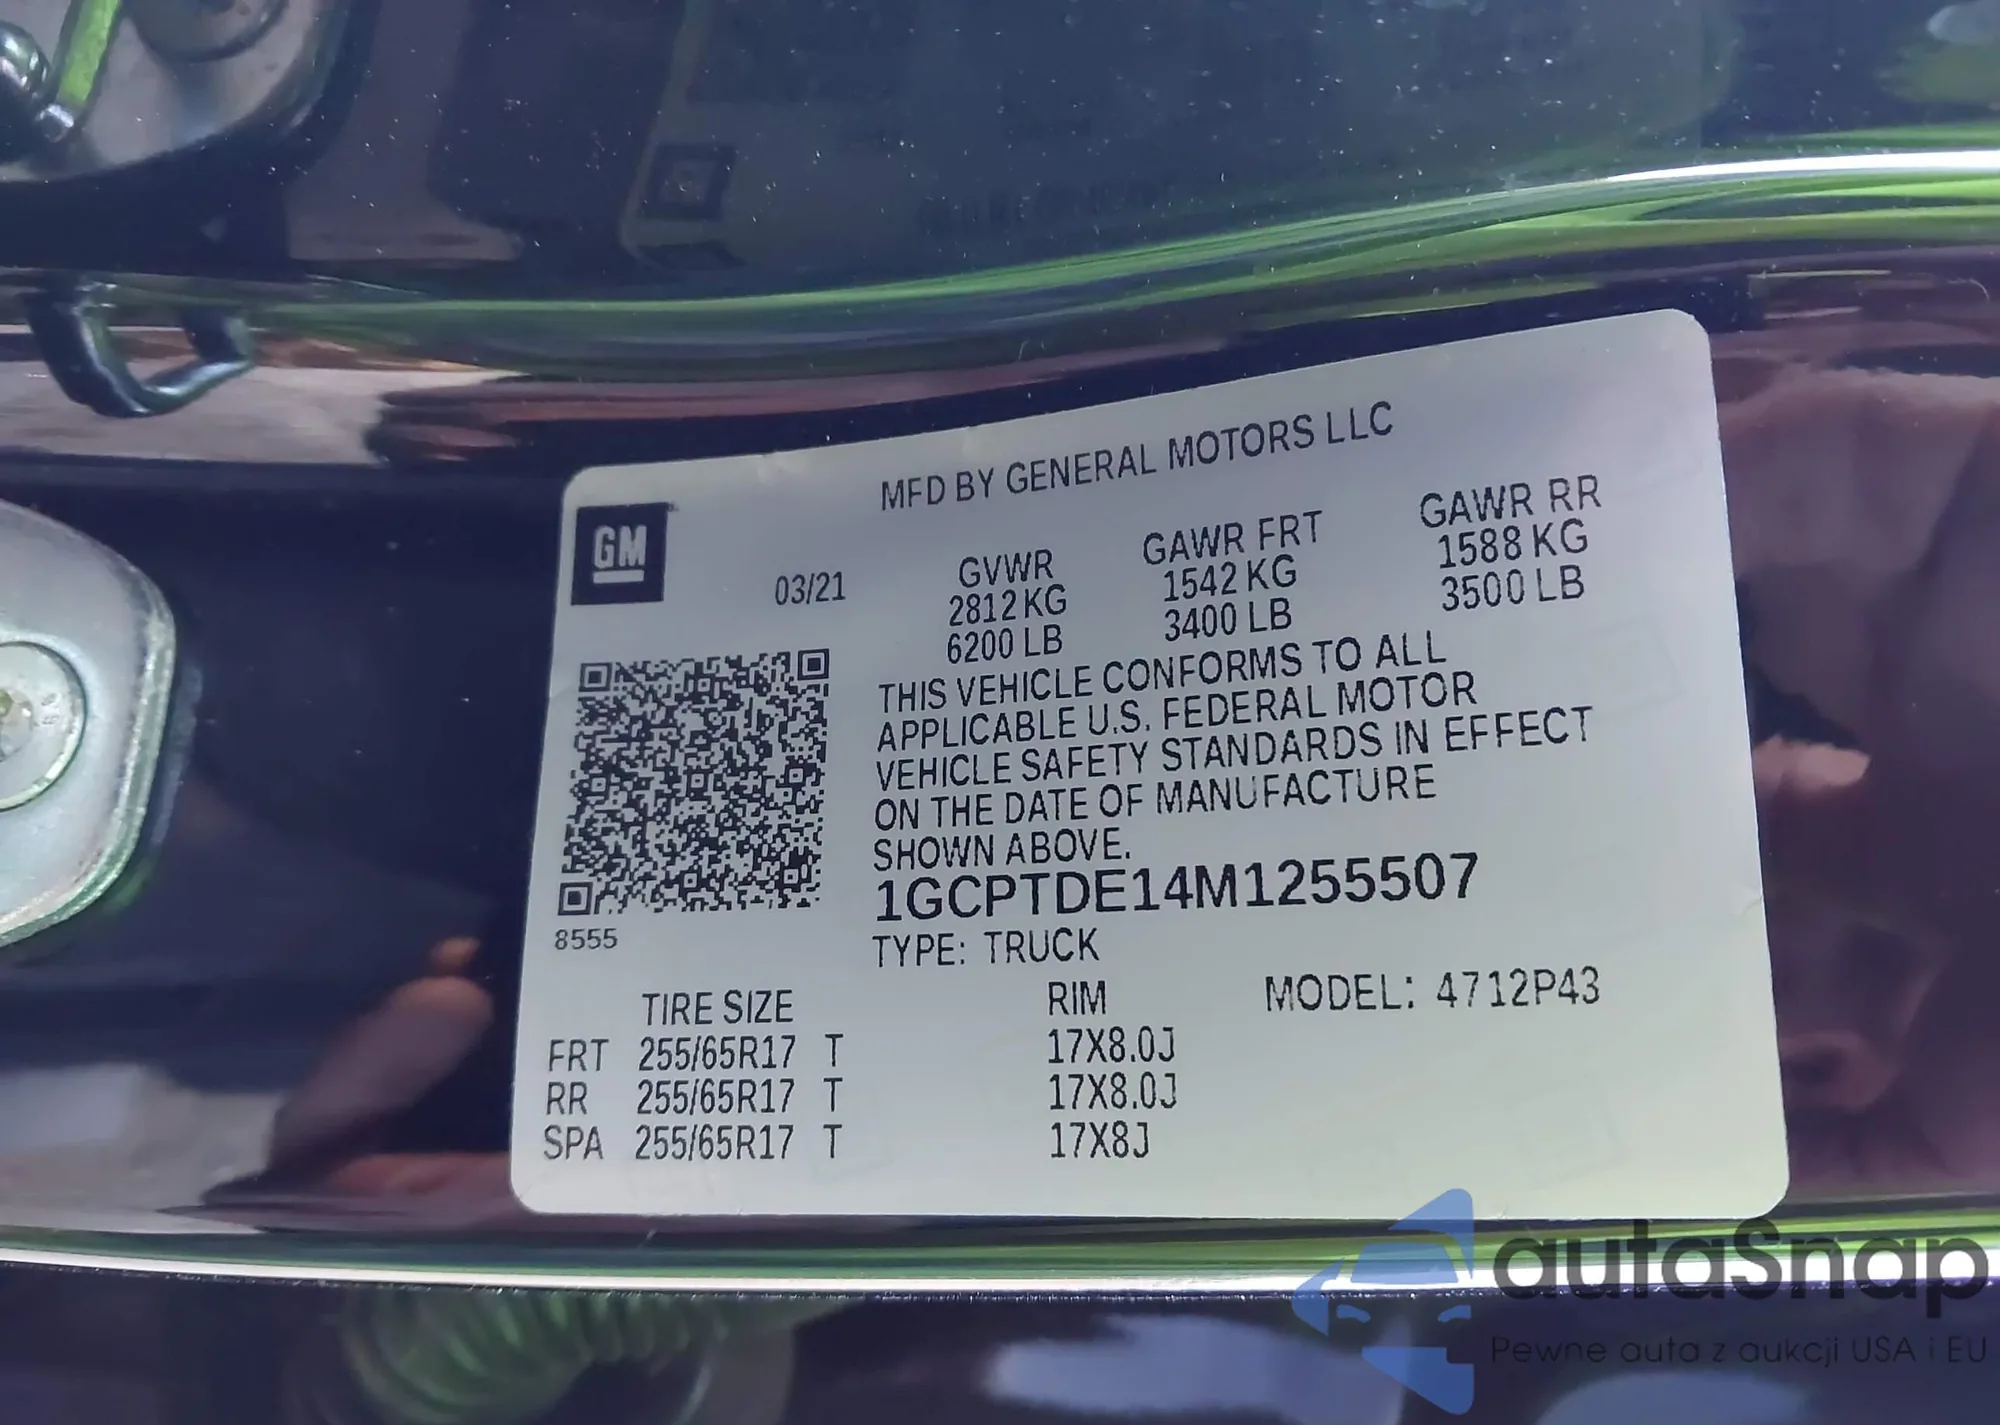 MFD BY GENERAL MOTORS LLC
GM
03/21
GVWR GAWR FRT GAWR RR
2812 KG 1542 KG 1588 KG
6200 LB 3400 LB 3500 LB
THIS VEHICLE CONFORMS TO ALL
APPLICABLE U.S. FEDERAL MOTOR
VEHICLE SAFETY STANDARDS IN EFFECT
ON THE DATE OF MANUFACTURE
SHOWN ABOVE.
1GCPTDE14M1255507
8555
TYPE: TRUCK
TIRE SIZE RIM MODEL: 4712P43
FRT 255/65R17 T 17X8.0J
RR 255/65R17 T 17X8.0J
SPA 255/65R17 T 17X8J
autaSnap
Pewne auta z aukcji USA i EU